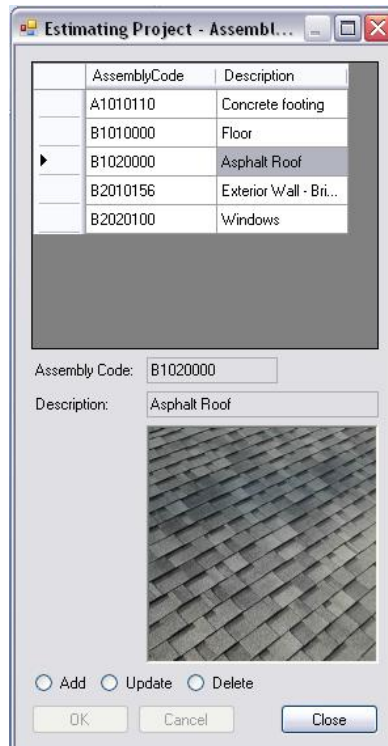 Estimating Project - Assembl...
AssemblyCode Description
A1010110 Concrete footing
B1010000 Floor
B1020000 Asphalt Roof
B2010156 Exterior Wall - Bri...
B2020100 Windows
Assembly Code: B1020000
Description: Asphalt Roof
Add Update Delete
OK Cancel Close